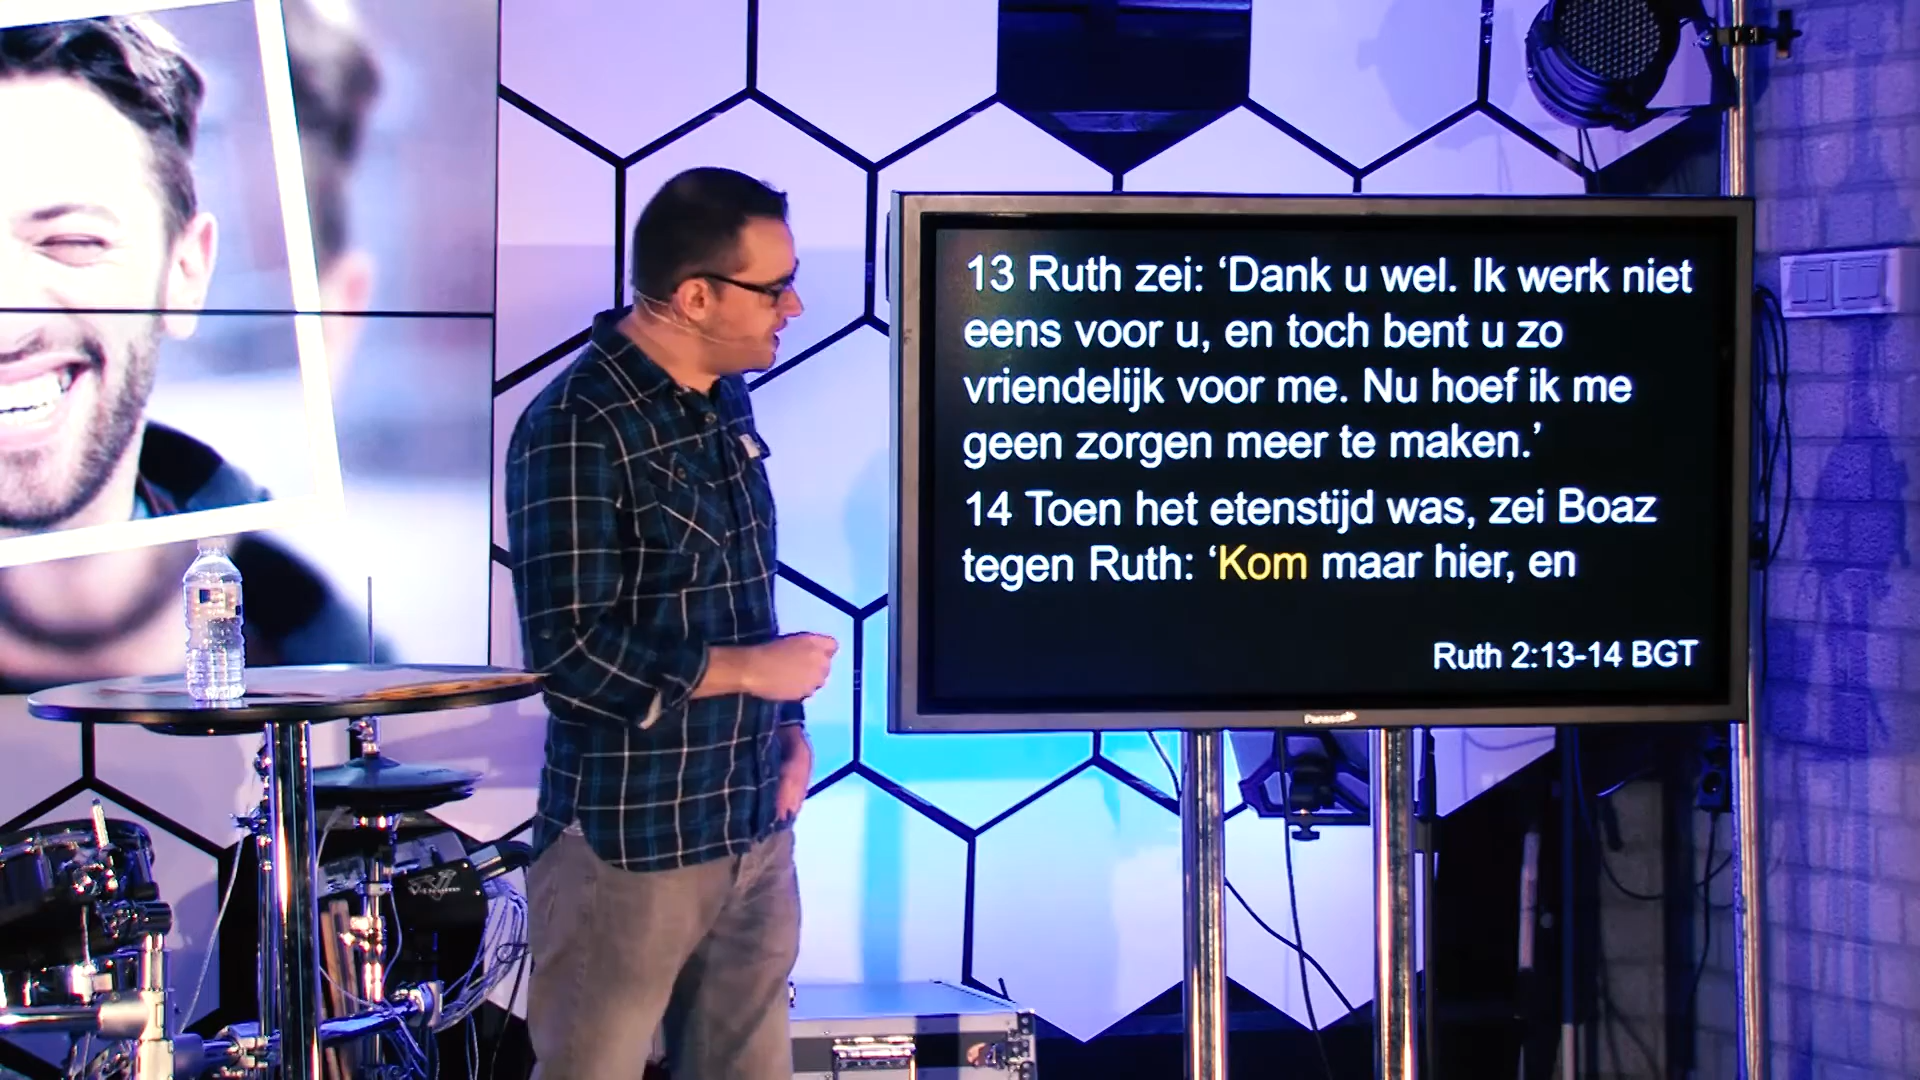 13 Ruth zei: ‘Dank u wel. Ik werk niet
eens voor u, en toch bent u zo
vriendelijk voor me. Nu hoef ik me
geen zorgen meer te maken.’
14 Toen het etenstijd was, zei Boaz
tegen Ruth: ‘Kom maar hier, en
Ruth 2:13-14 BGT
Panasonic